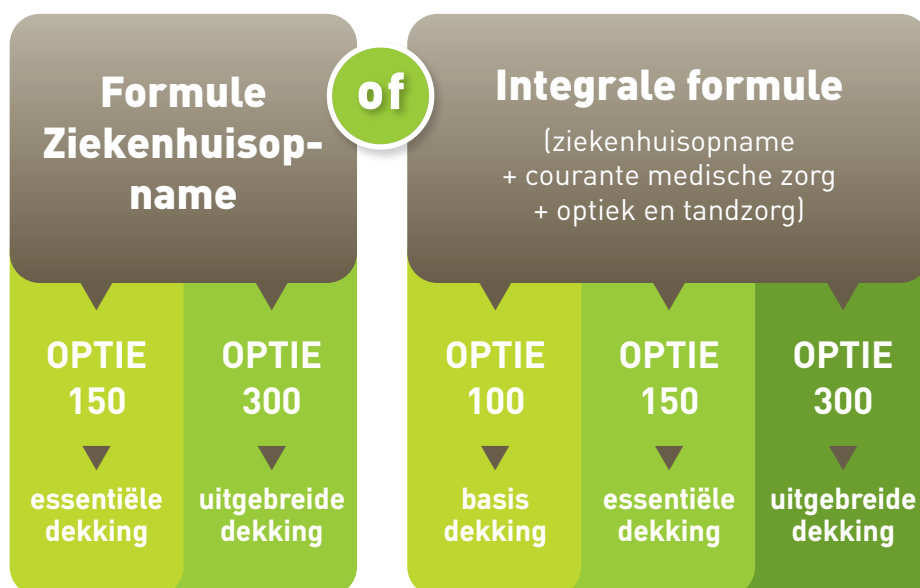 Formule
Ziekenhuisop-
name
of
Integrale formule
(ziekenhuisopname
+ courante medische zorg
+ optiek en tandzorg)
OPTIE
150
essentiële
dekking
OPTIE
300
uitgebreide
dekking
OPTIE
100
basis
dekking
OPTIE
150
essentiële
dekking
OPTIE
300
uitgebreide
dekking